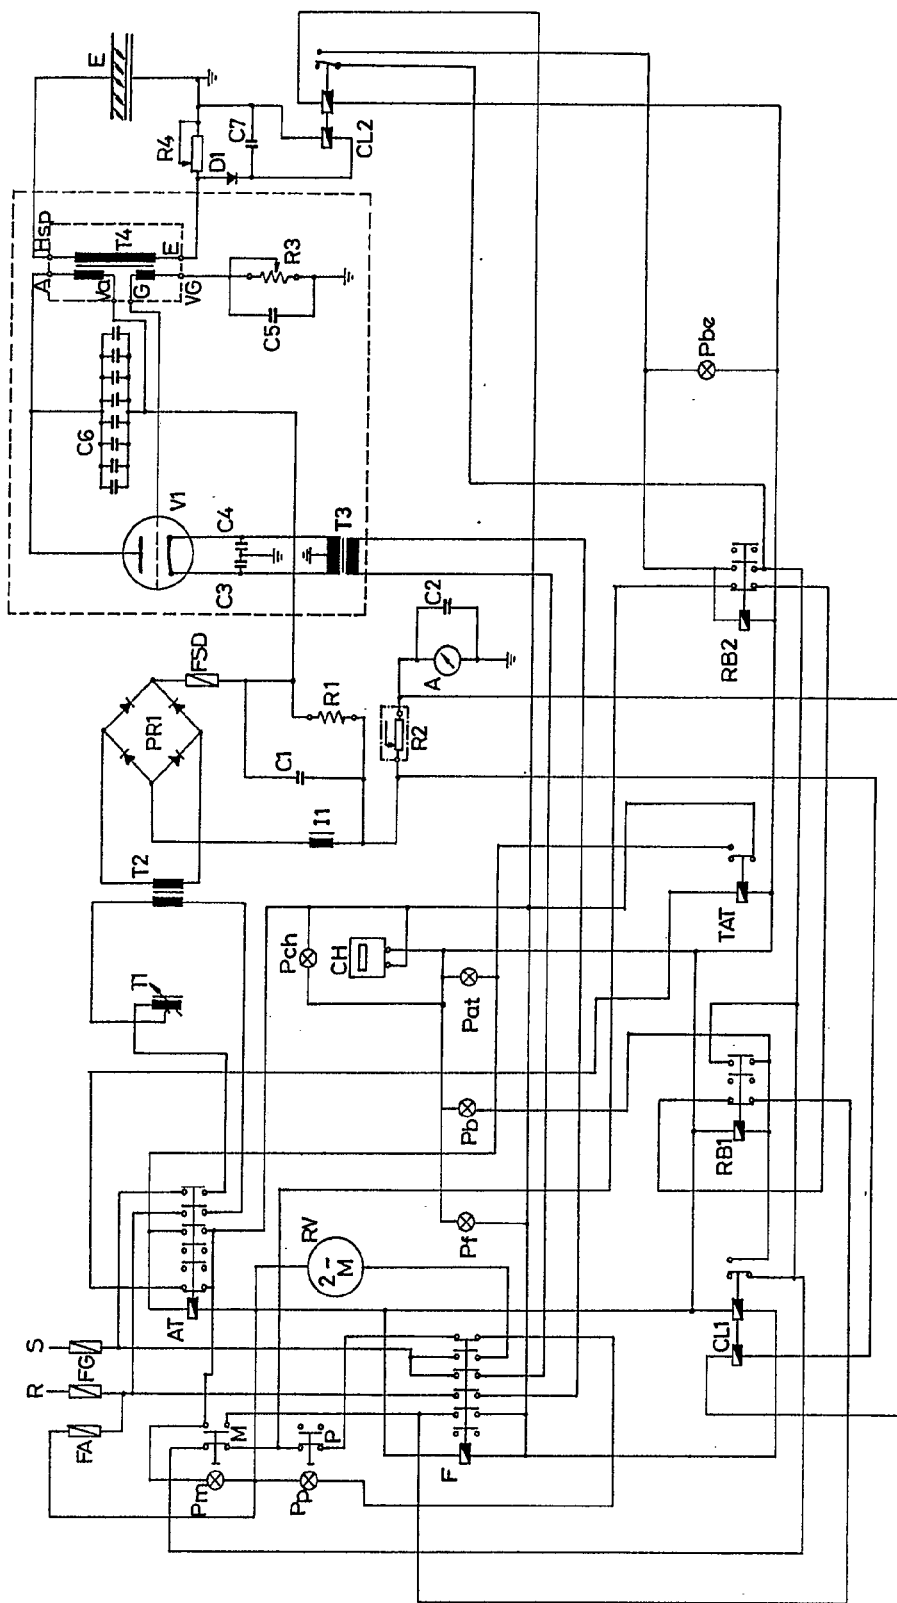 R
S
FA
FG
M
Pm
P
Pp
AT
RV
2~
M
F
Pf
Pb
Pat
CH
Pch
T1
T2
PR1
FSD
I1
C1
R1
R2
A
C2
TAT
CL1
RB1
RB2
Pbe
C3
C4
V1
T3
C6
C5
R3
A
HSP
Va
T4
G
VG
E
E
R4
D1
C7
CL2